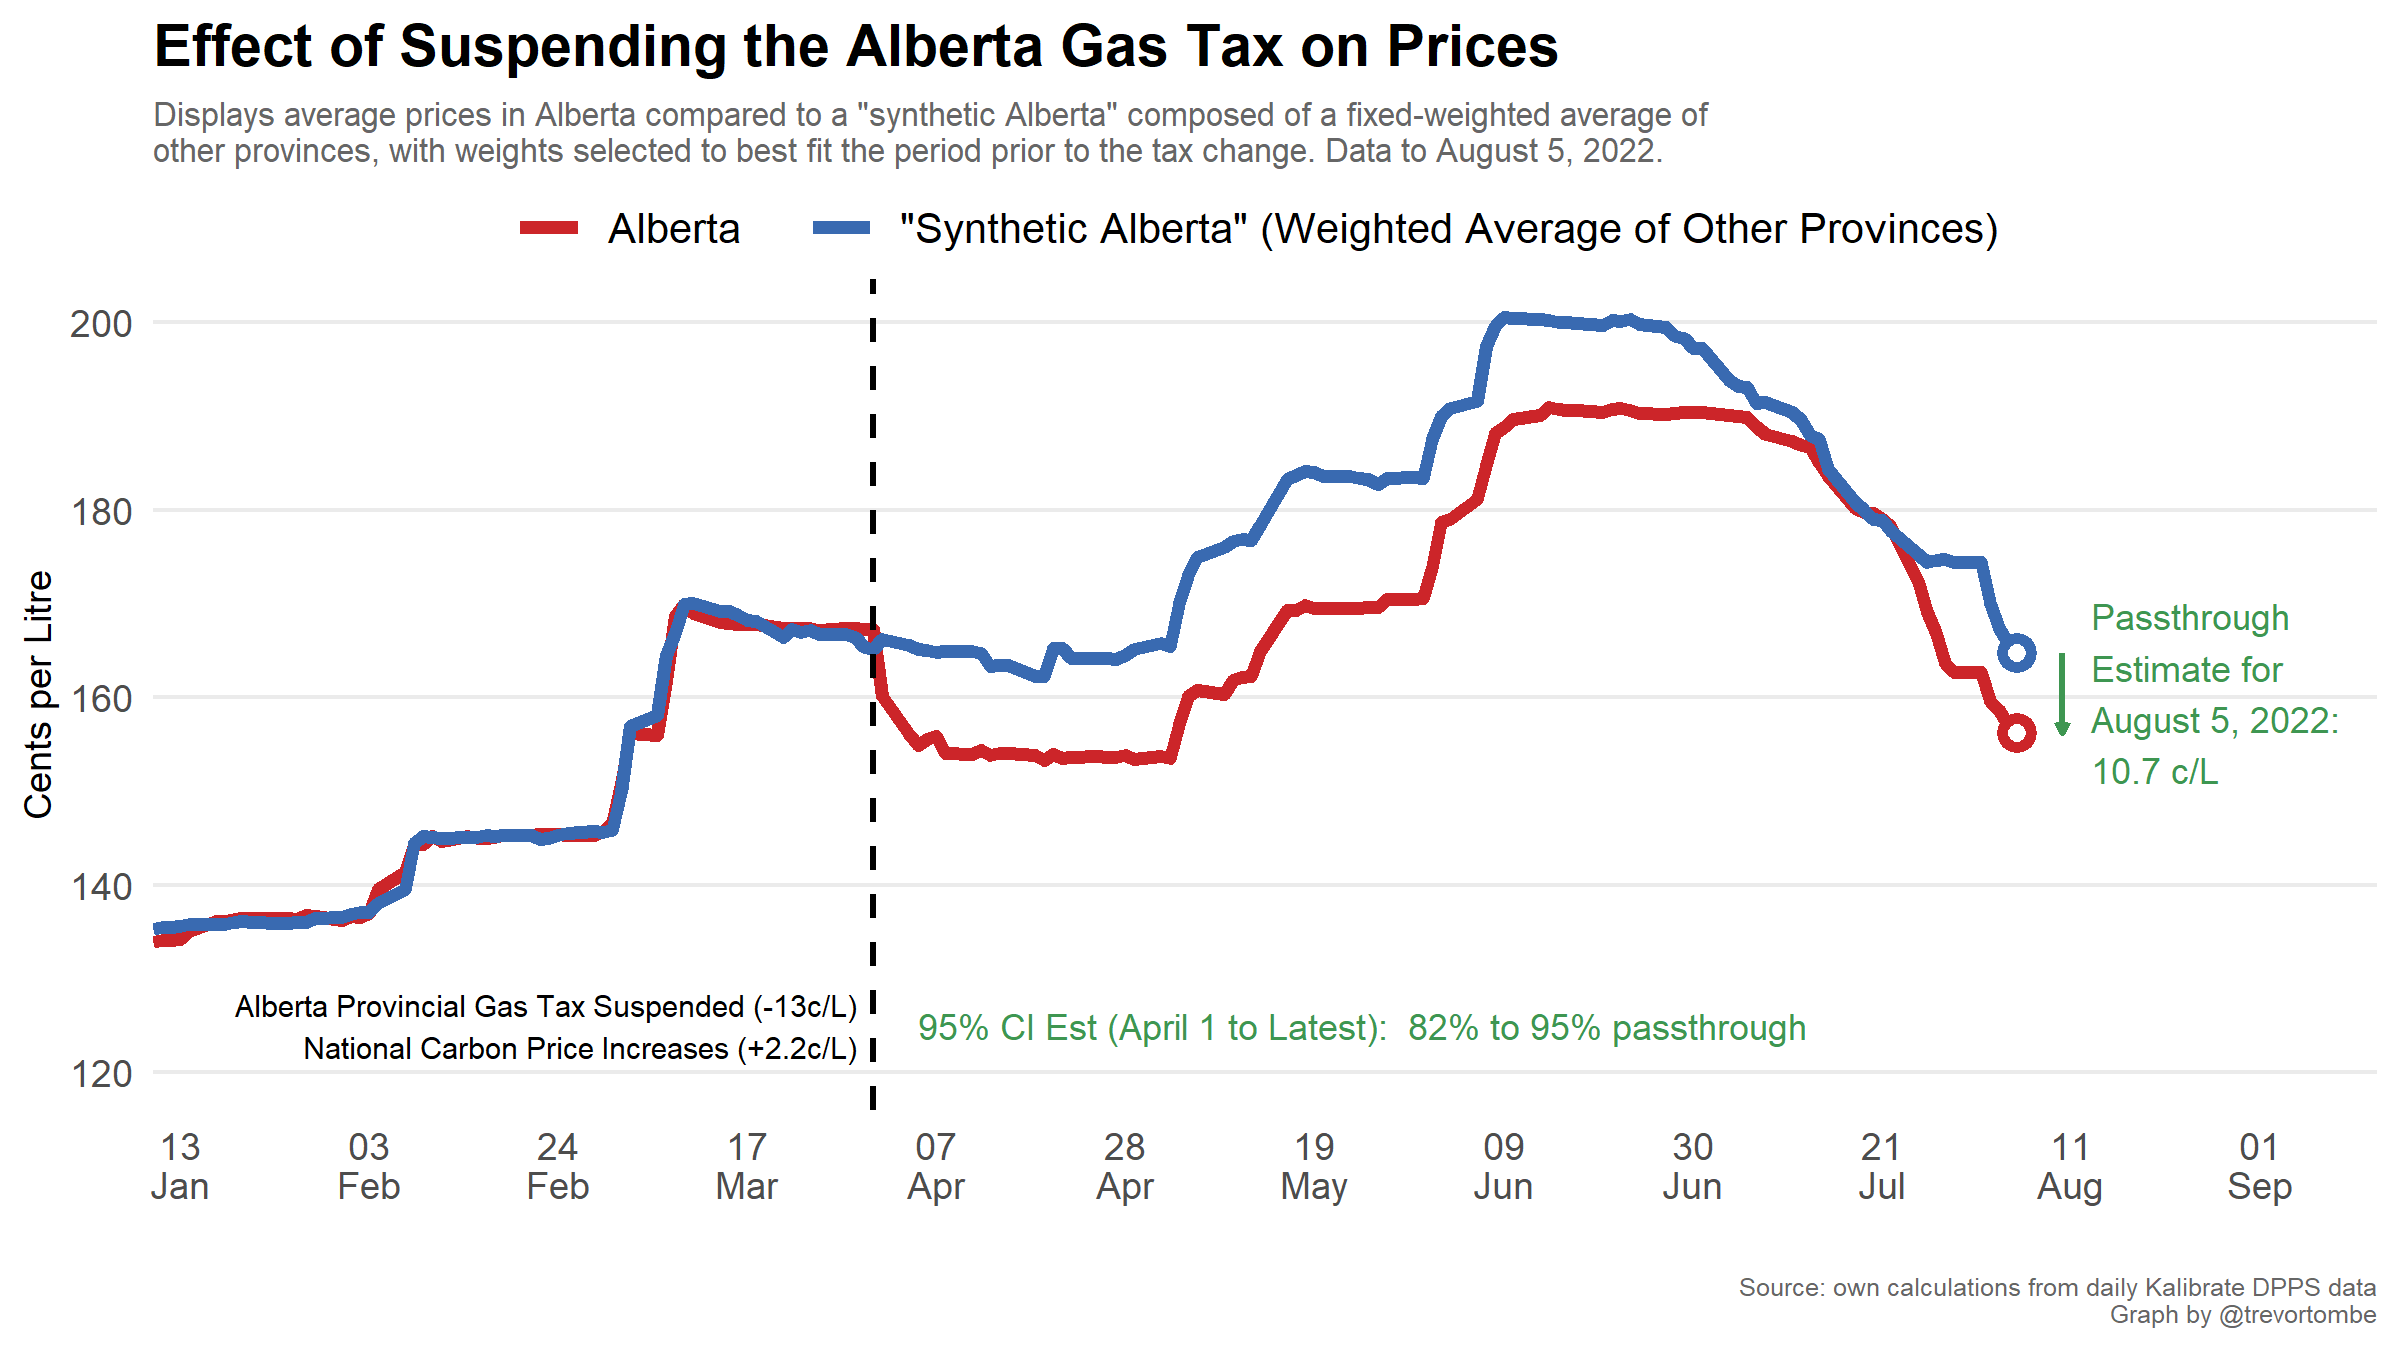 Effect of Suspending the Alberta Gas Tax on Prices
Displays average prices in Alberta compared to a "synthetic Alberta" composed of a fixed-weighted average of
other provinces, with weights selected to best fit the period prior to the tax change. Data to August 5, 2022.
Alberta
"Synthetic Alberta" (Weighted Average of Other Provinces)
Cents per Litre
200
180
160
140
120
Passthrough
Estimate for
August 5, 2022:
10.7 c/L
Alberta Provincial Gas Tax Suspended (-13c/L)
National Carbon Price Increases (+2.2c/L)
95% CI Est (April 1 to Latest):  82% to 95% passthrough
13 03 24 17 07 28 19 09 30 21 11 01
Jan Feb Feb Mar Apr Apr May Jun Jun Jul Aug Sep
Source: own calculations from daily Kalibrate DPPS data
Graph by @trevortombe